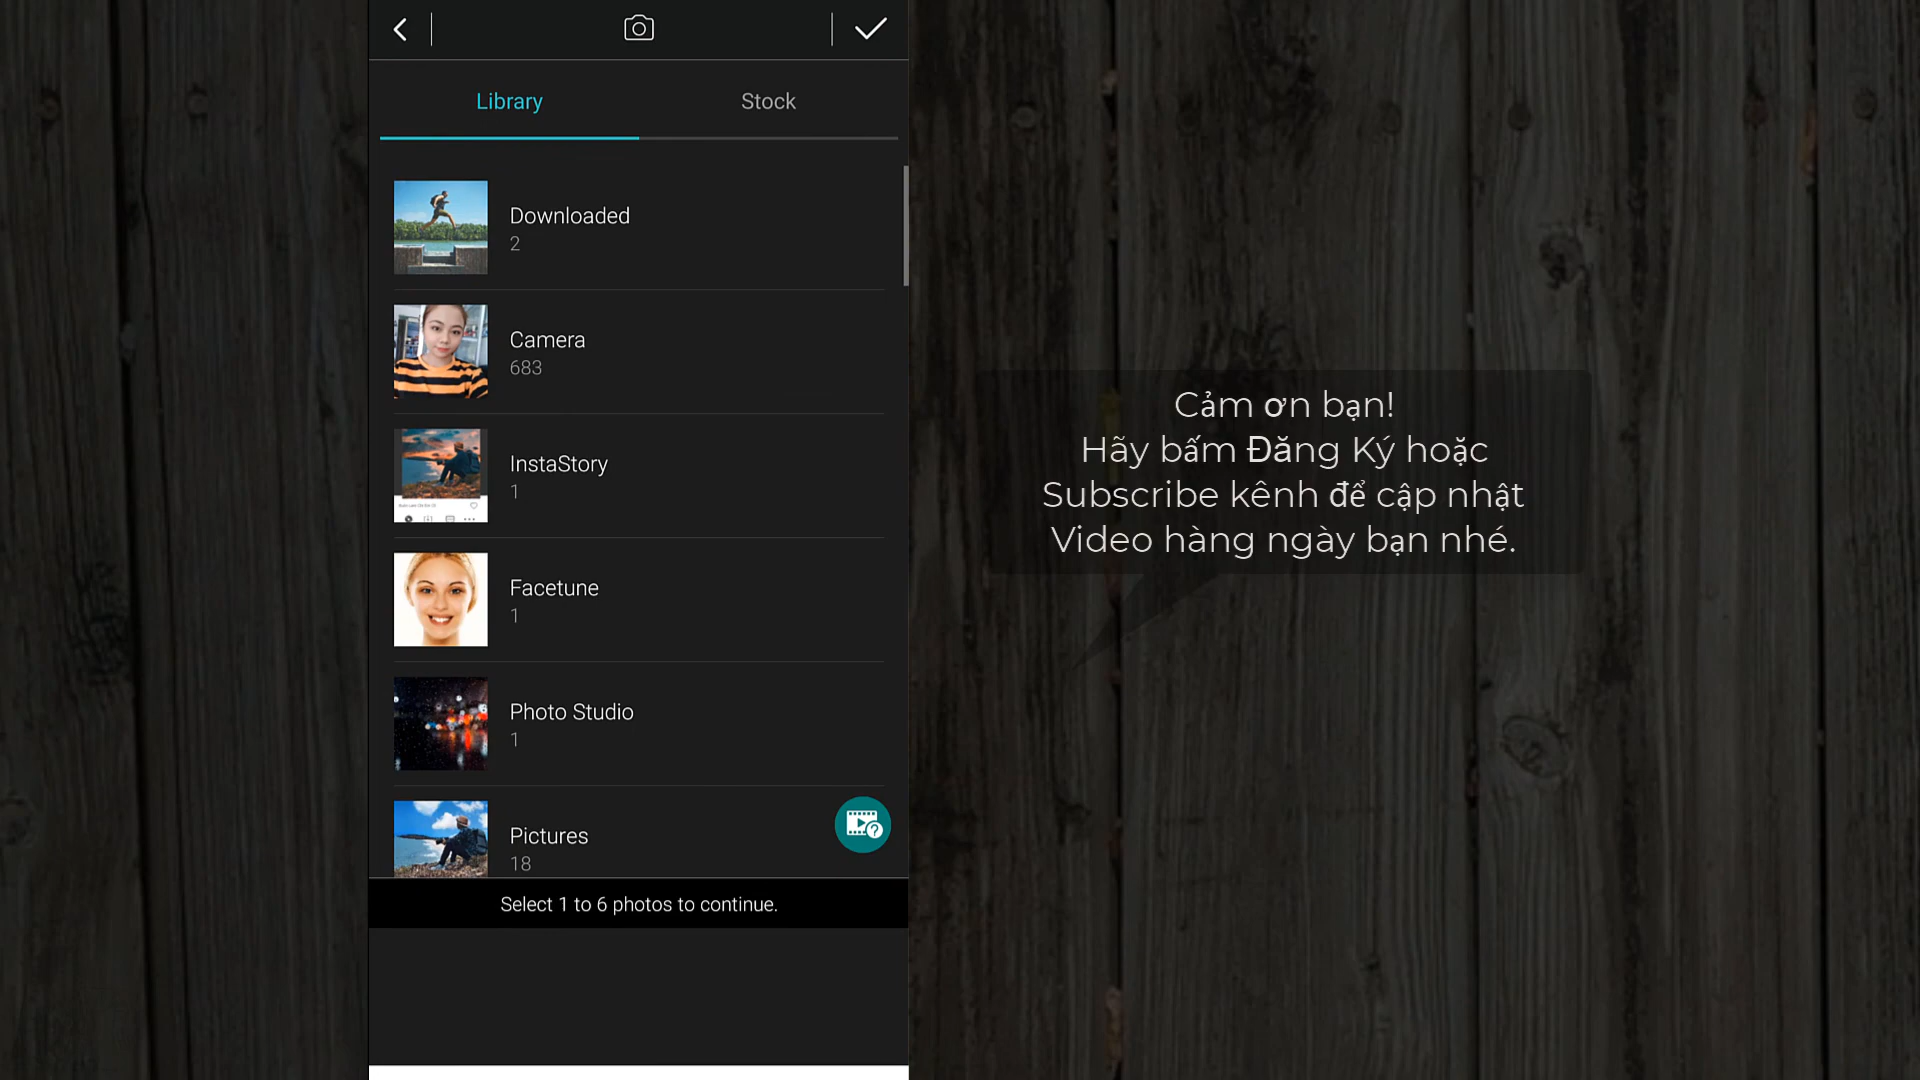 Library
Stock
Downloaded
2
Camera
683
InstaStory
1
Facetune
1
Photo Studio
1
Pictures
18
Select 1 to 6 photos to continue.
Cảm ơn bạn!
Hãy bấm Đăng Ký hoặc
Subscribe kênh để cập nhật
Video hàng ngày bạn nhé.